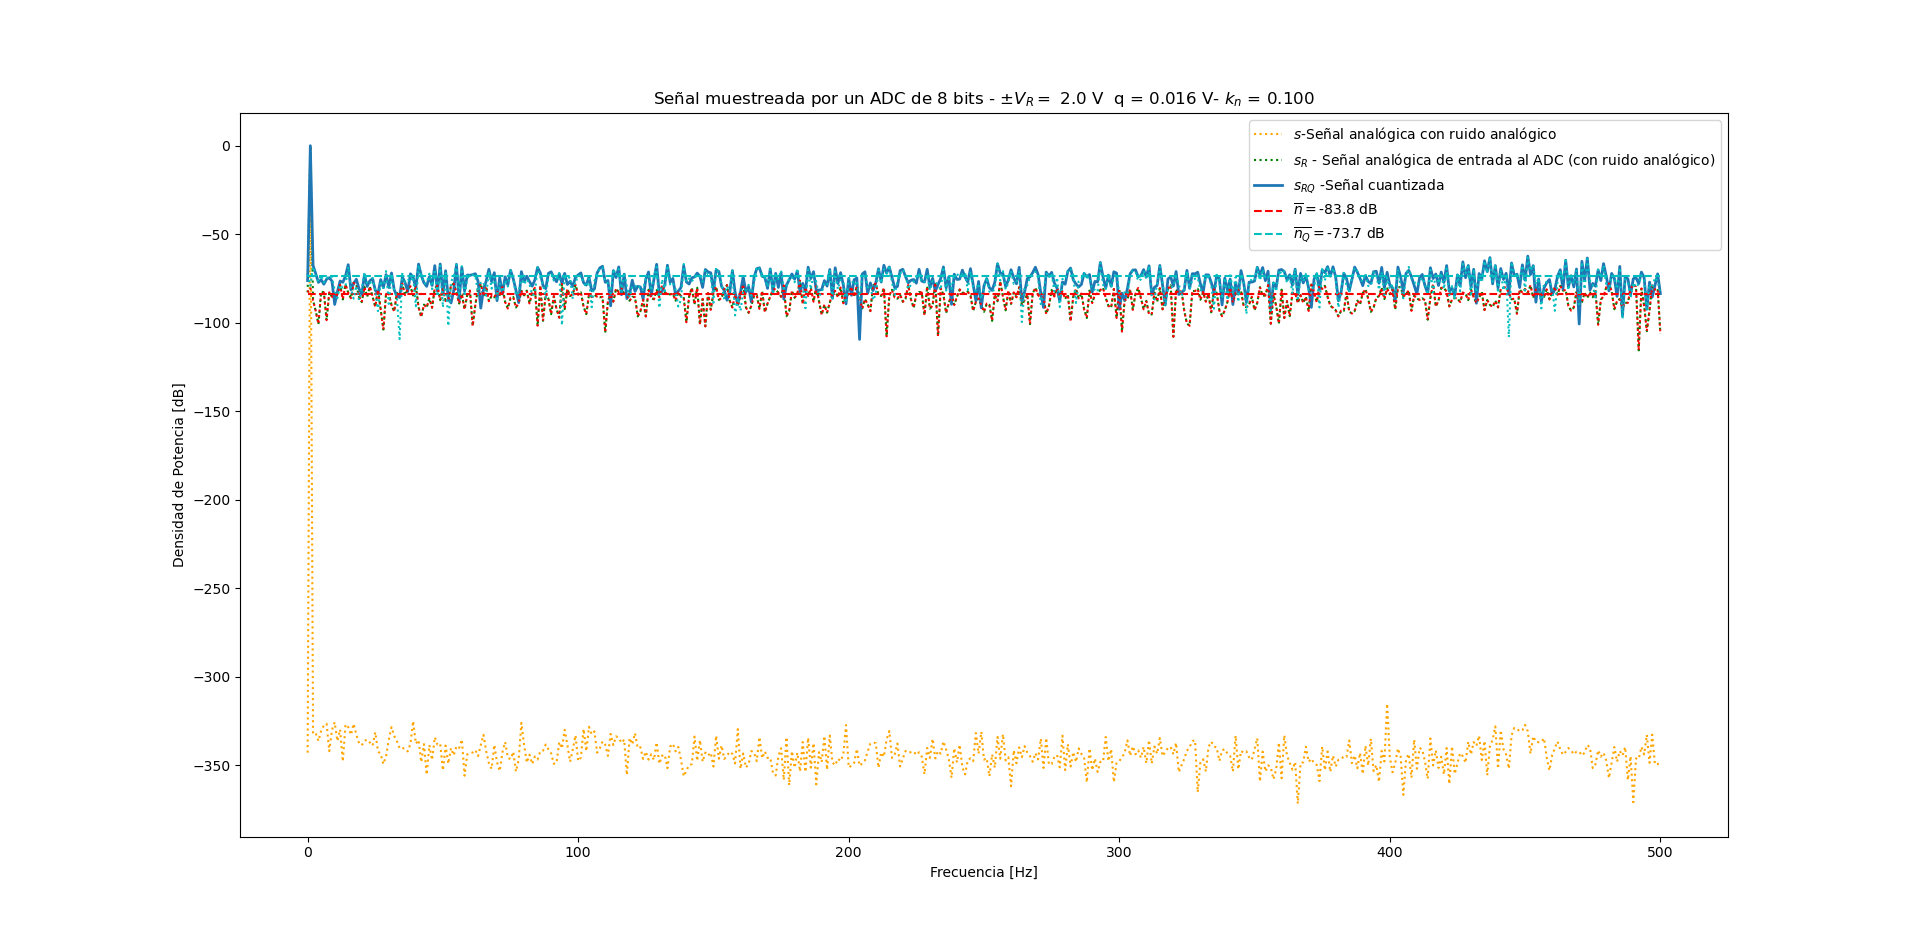 Señal muestreada por un ADC de 8 bits - ±V_R = 2.0 V q = 0.016 V- k_n = 0.100
s-Señal analógica con ruido analógico
s_R - Señal analógica de entrada al ADC (con ruido analógico)
s_RQ -Señal cuantizada
n̅ = -83.8 dB
n̅_Q̅ = -73.7 dB
Densidad de Potencia [dB]
0
−50
−100
−150
−200
−250
−300
−350
0 100 200 300 400 500
Frecuencia [Hz]